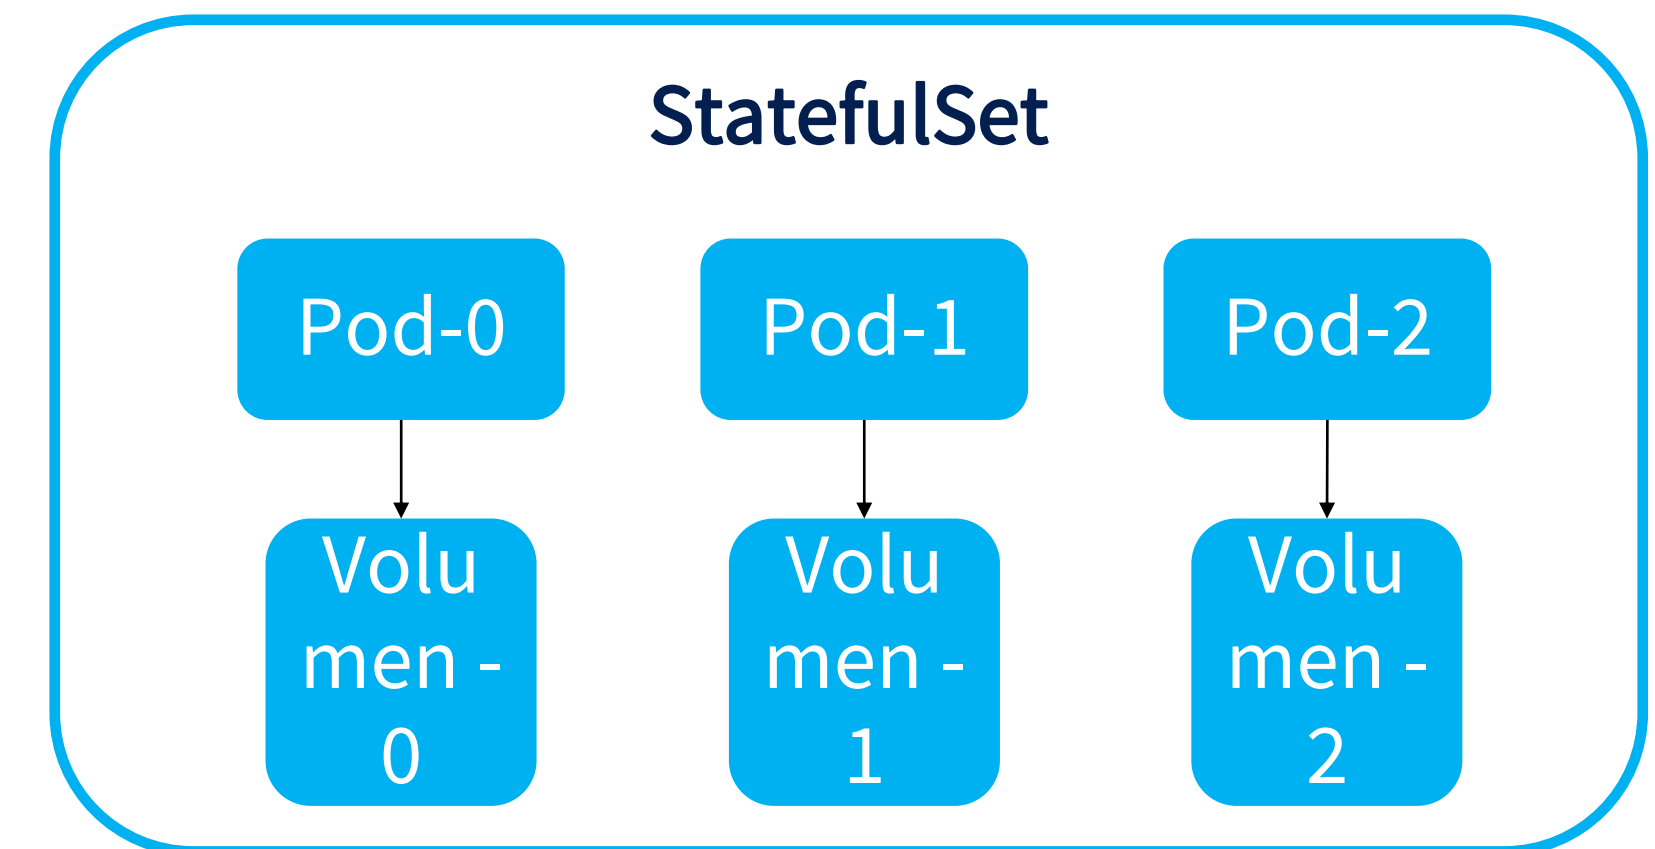 StatefulSet
Pod-0
Pod-1
Pod-2
Volu
men -
0
Volu
men -
1
Volu
men -
2